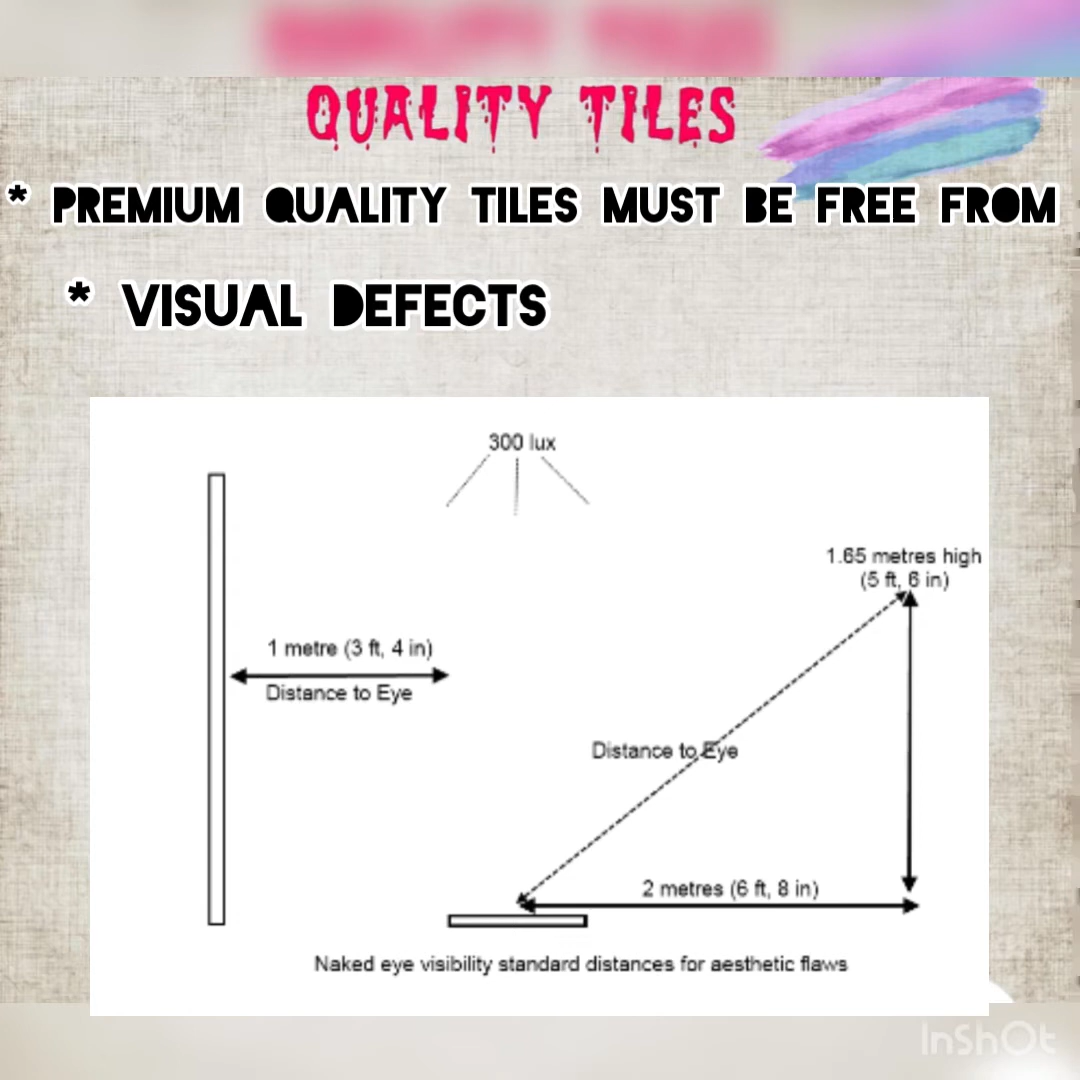 QUALITY TILES
* PREMIUM QUALITY TILES MUST BE FREE FROM
* VISUAL DEFECTS
300 lux
1.65 metres high
(5 ft, 6 in)
1 metre (3 ft, 4 in)
Distance to Eye
Distance to Eye
2 metres (6 ft, 8 in)
Naked eye visibility standard distances for aesthetic flaws
InShOt